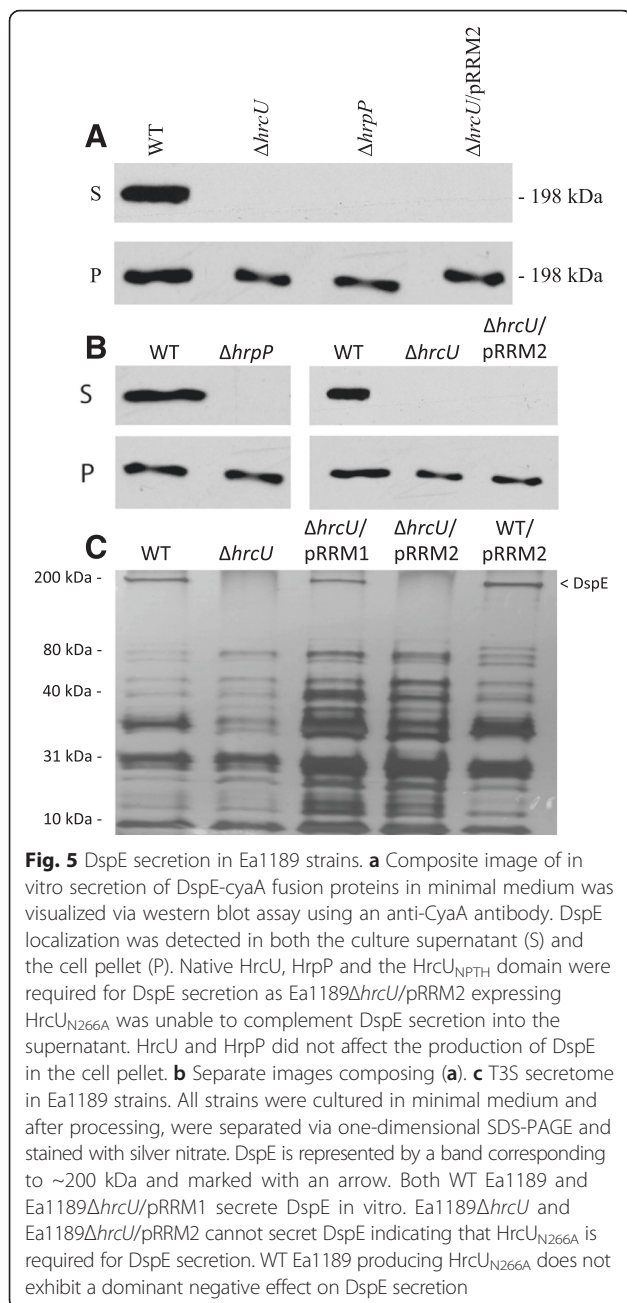 A
WT
ΔhrcU
ΔhrpP
ΔhrcU/pRRM2
S
- 198 kDa
P
- 198 kDa
B
WT ΔhrpP WT ΔhrcU ΔhrcU/
pRRM2
S
P
C
WT ΔhrcU ΔhrcU/
pRRM1 ΔhrcU/
pRRM2 WT/
pRRM2
200 kDa -
< DspE
80 kDa -
40 kDa -
31 kDa -
10 kDa -
Fig. 5 DspE secretion in Ea1189 strains. a Composite image of in
vitro secretion of DspE-cyaA fusion proteins in minimal medium was
visualized via western blot assay using an anti-CyaA antibody. DspE
localization was detected in both the culture supernatant (S) and
the cell pellet (P). Native HrcU, HrpP and the HrcUNPTH domain were
required for DspE secretion as Ea1189ΔhrcU/pRRM2 expressing
HrcUN266A was unable to complement DspE secretion into the
supernatant. HrcU and HrpP did not affect the production of DspE
in the cell pellet. b Separate images composing (a). c T3S secretome
in Ea1189 strains. All strains were cultured in minimal medium and
after processing, were separated via one-dimensional SDS-PAGE and
stained with silver nitrate. DspE is represented by a band corresponding
to ~200 kDa and marked with an arrow. Both WT Ea1189 and
Ea1189ΔhrcU/pRRM1 secrete DspE in vitro. Ea1189ΔhrcU and
Ea1189ΔhrcU/pRRM2 cannot secret DspE indicating that HrcUN266A is
required for DspE secretion. WT Ea1189 producing HrcUN266A does not
exhibit a dominant negative effect on DspE secretion